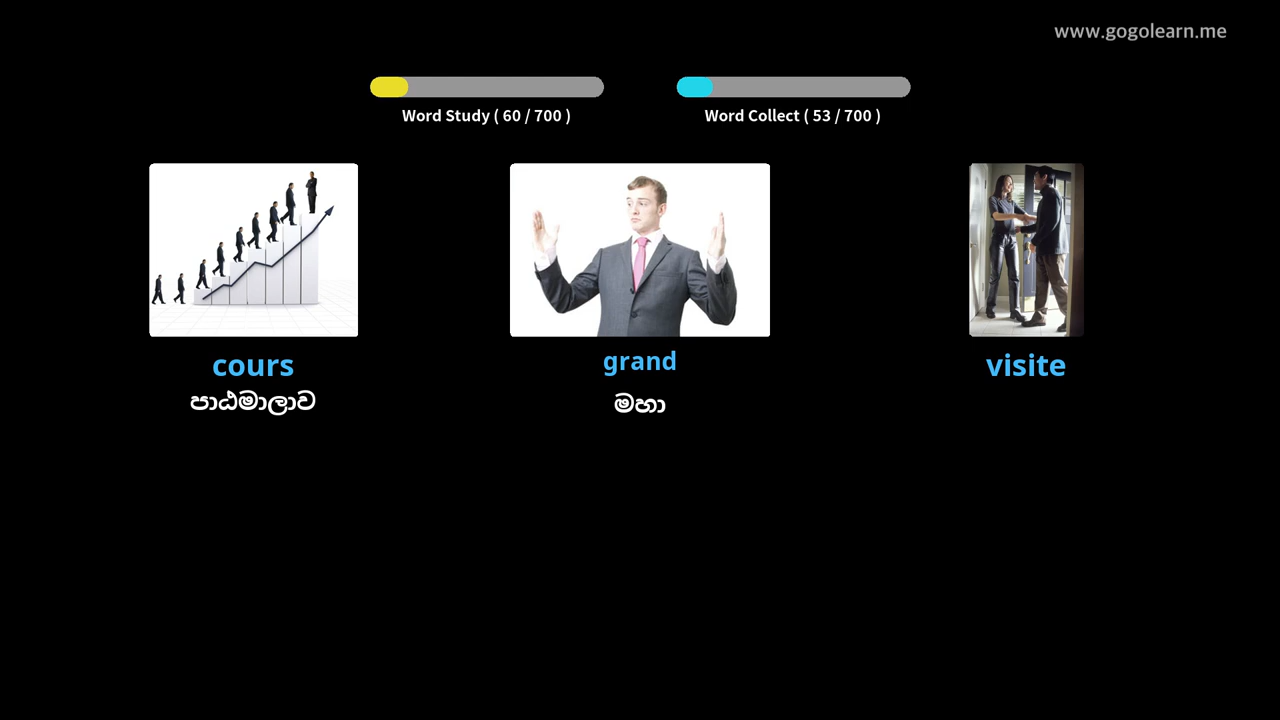 www.gogolearn.me
Word Study ( 60 / 700 )
Word Collect ( 53 / 700 )
cours
පාඨමාලාව
grand
මහා
visite